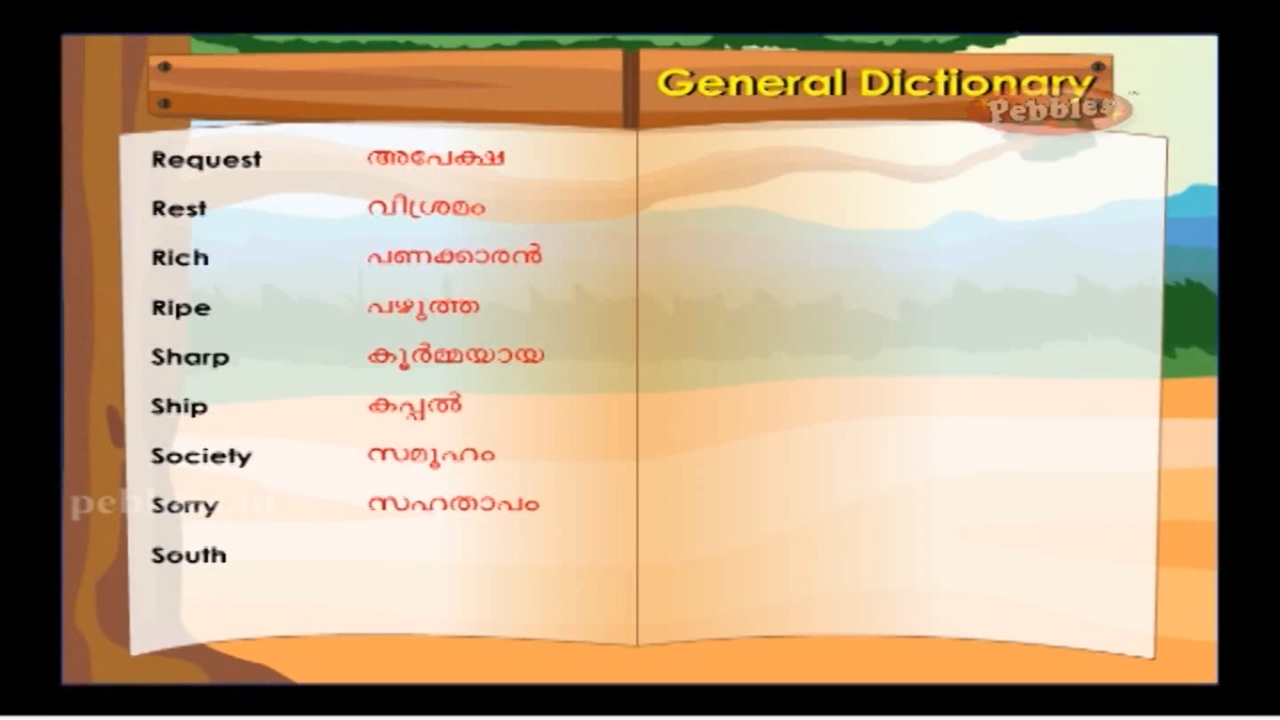 General Dictionary
Pebbles
Request അപേക്ഷ
Rest വിശ്രമം
Rich പണക്കാരൻ
Ripe പഴുത്ത
Sharp കൂർമ്മയായ
Ship കപ്പൽ
Society സമൂഹം
Sorry സഹതാപം
South